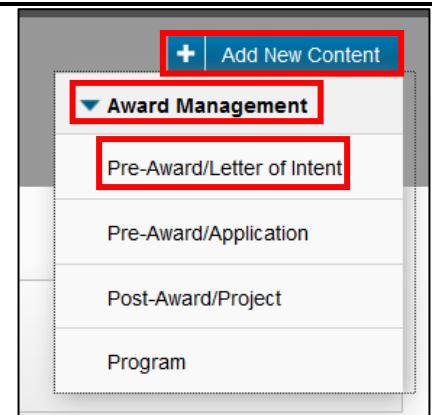 + Add New Content
Award Management
Pre-Award/Letter of Intent
Pre-Award/Application
Post-Award/Project
Program